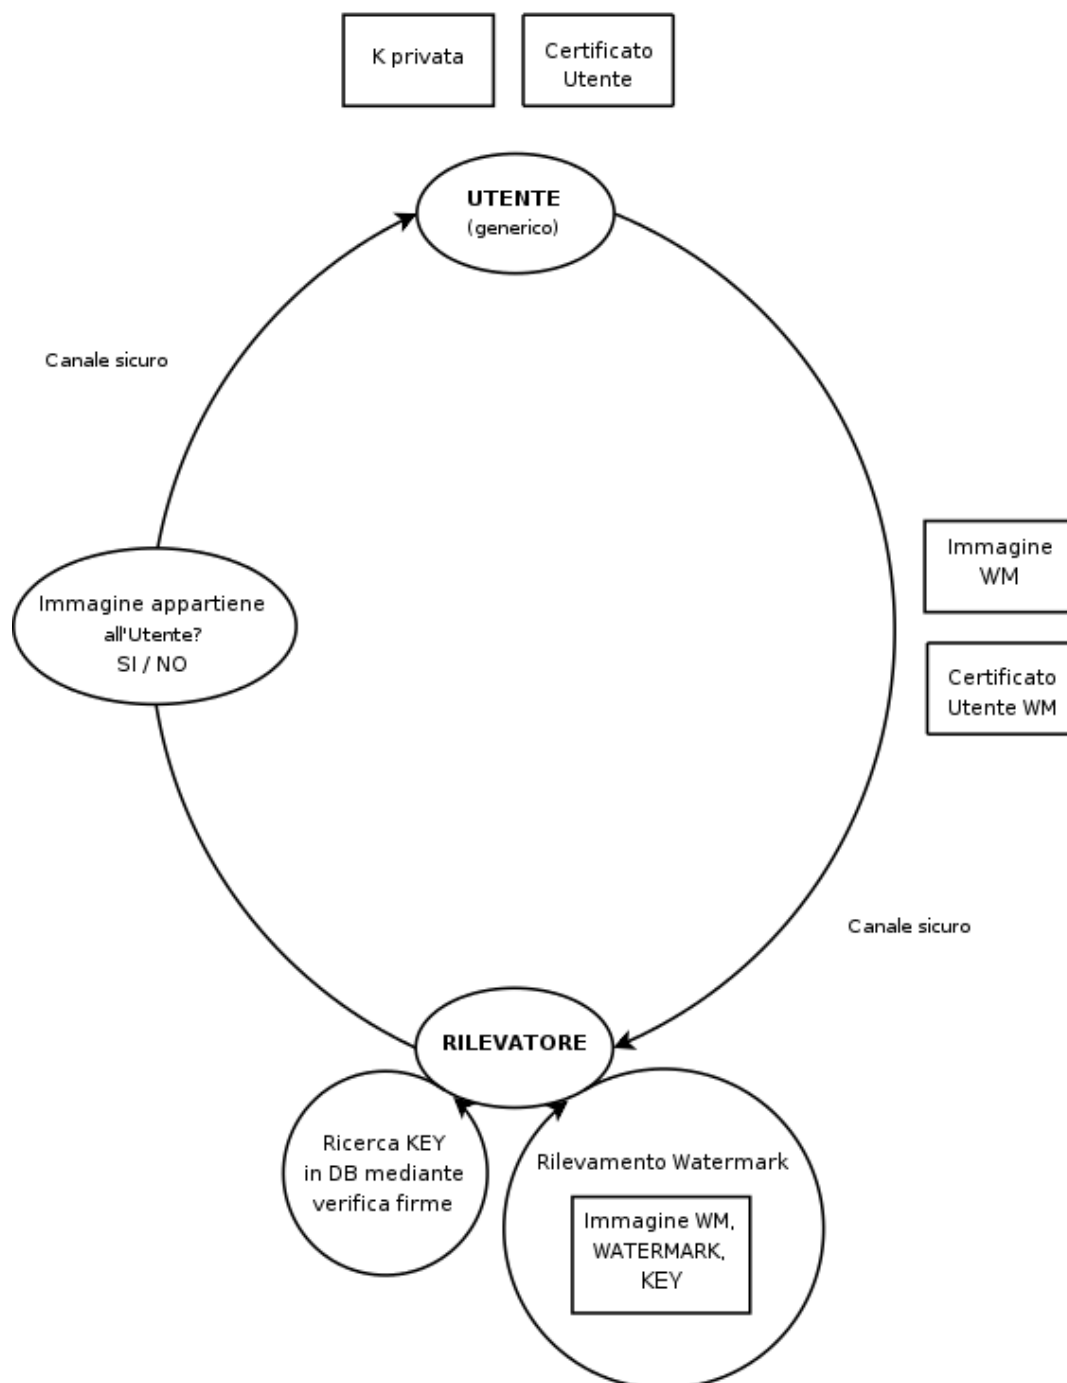 K privata
Certificato
Utente
UTENTE
(generico)
Canale sicuro
Immagine
WM
Immagine appartiene
all'Utente?
SI / NO
Certificato
Utente WM
Canale sicuro
RILEVATORE
Ricerca KEY
in DB mediante
verifica firme
Rilevamento Watermark
Immagine WM,
WATERMARK,
KEY